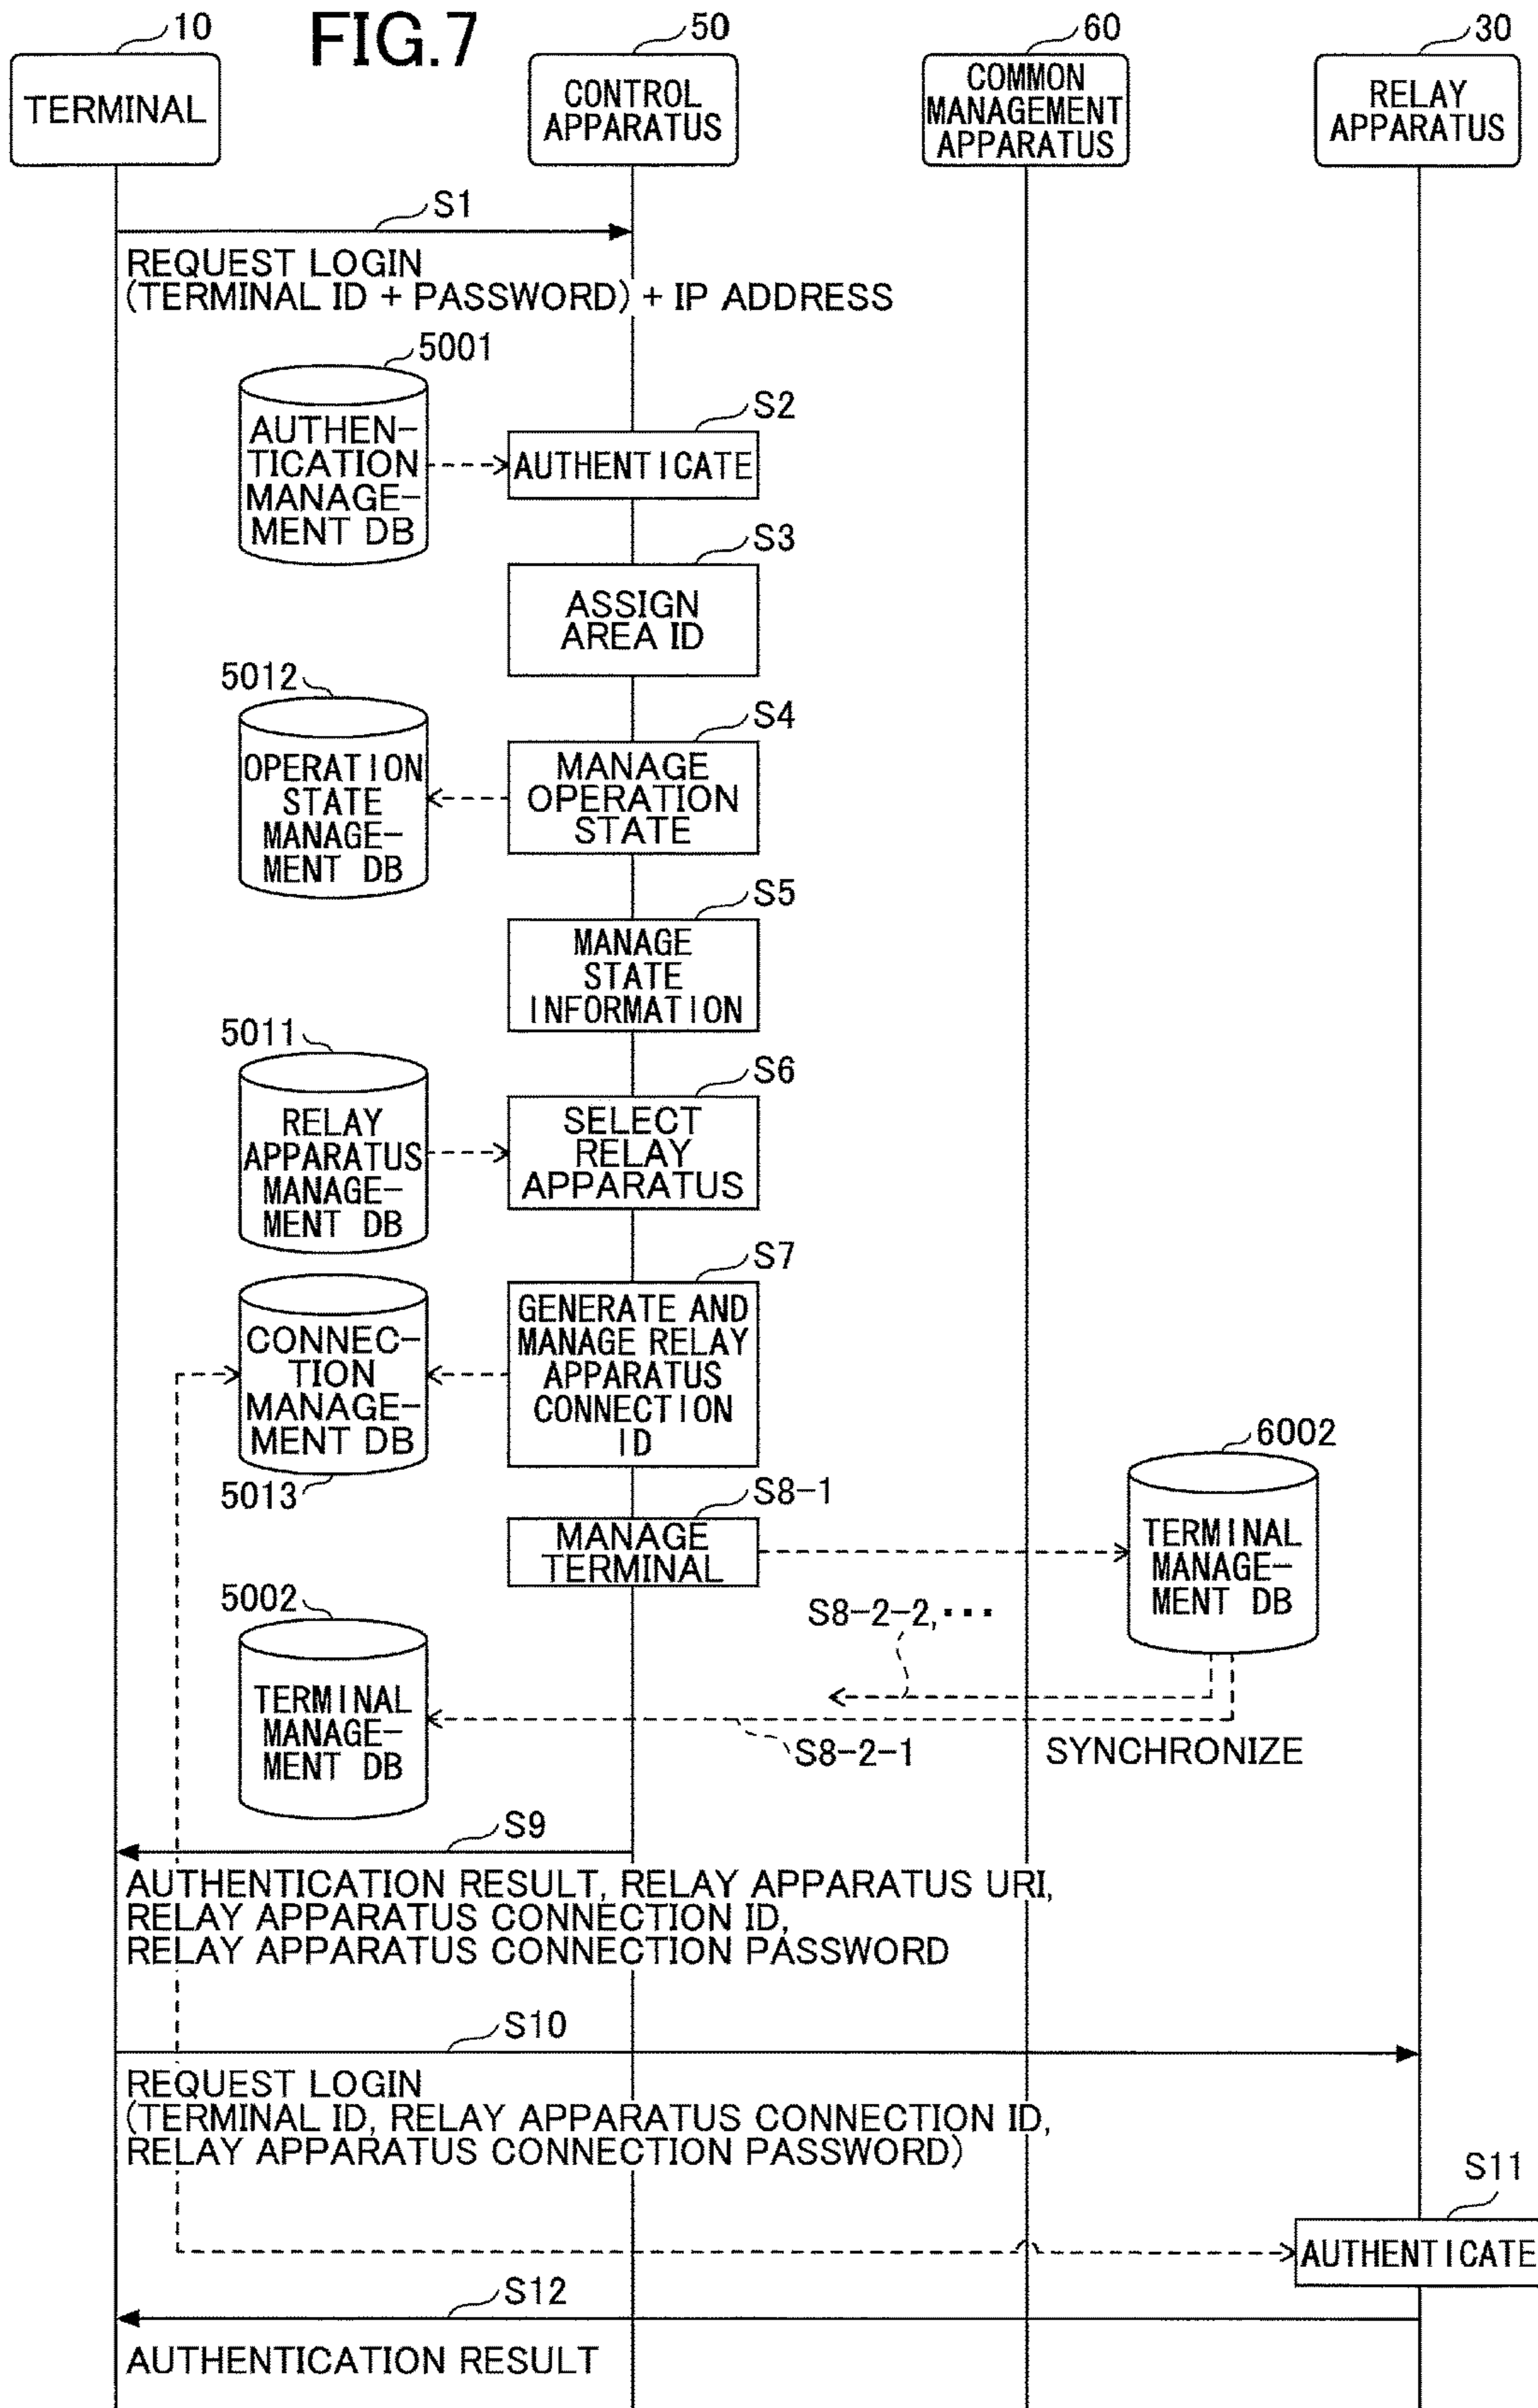 FIG.7
10
50
60
30
TERMINAL
CONTROL
APPARATUS
COMMON
MANAGEMENT
APPARATUS
RELAY
APPARATUS
S1
REQUEST LOGIN
(TERMINAL ID + PASSWORD) + IP ADDRESS
5001
AUTHEN-
TICATION
MANAGE-
MENT DB
S2
AUTHENTICATE
S3
ASSIGN
AREA ID
5012
OPERATION
STATE
MANAGE-
MENT DB
S4
MANAGE
OPERATION
STATE
S5
MANAGE
STATE
INFORMATION
5011
RELAY
APPARATUS
MANAGE-
MENT DB
S6
SELECT
RELAY
APPARATUS
S7
GENERATE AND
MANAGE RELAY
APPARATUS
CONNECTION
ID
CONNEC-
TION
MANAGE-
MENT DB
5013
S8-1
MANAGE
TERMINAL
6002
TERMINAL
MANAGE-
MENT DB
5002
TERMINAL
MANAGE-
MENT DB
S8-2-2, ･･･
S8-2-1
SYNCHRONIZE
S9
AUTHENTICATION RESULT, RELAY APPARATUS URI,
RELAY APPARATUS CONNECTION ID,
RELAY APPARATUS CONNECTION PASSWORD
S10
REQUEST LOGIN
(TERMINAL ID, RELAY APPARATUS CONNECTION ID,
RELAY APPARATUS CONNECTION PASSWORD)
S11
AUTHENTICATE
S12
AUTHENTICATION RESULT